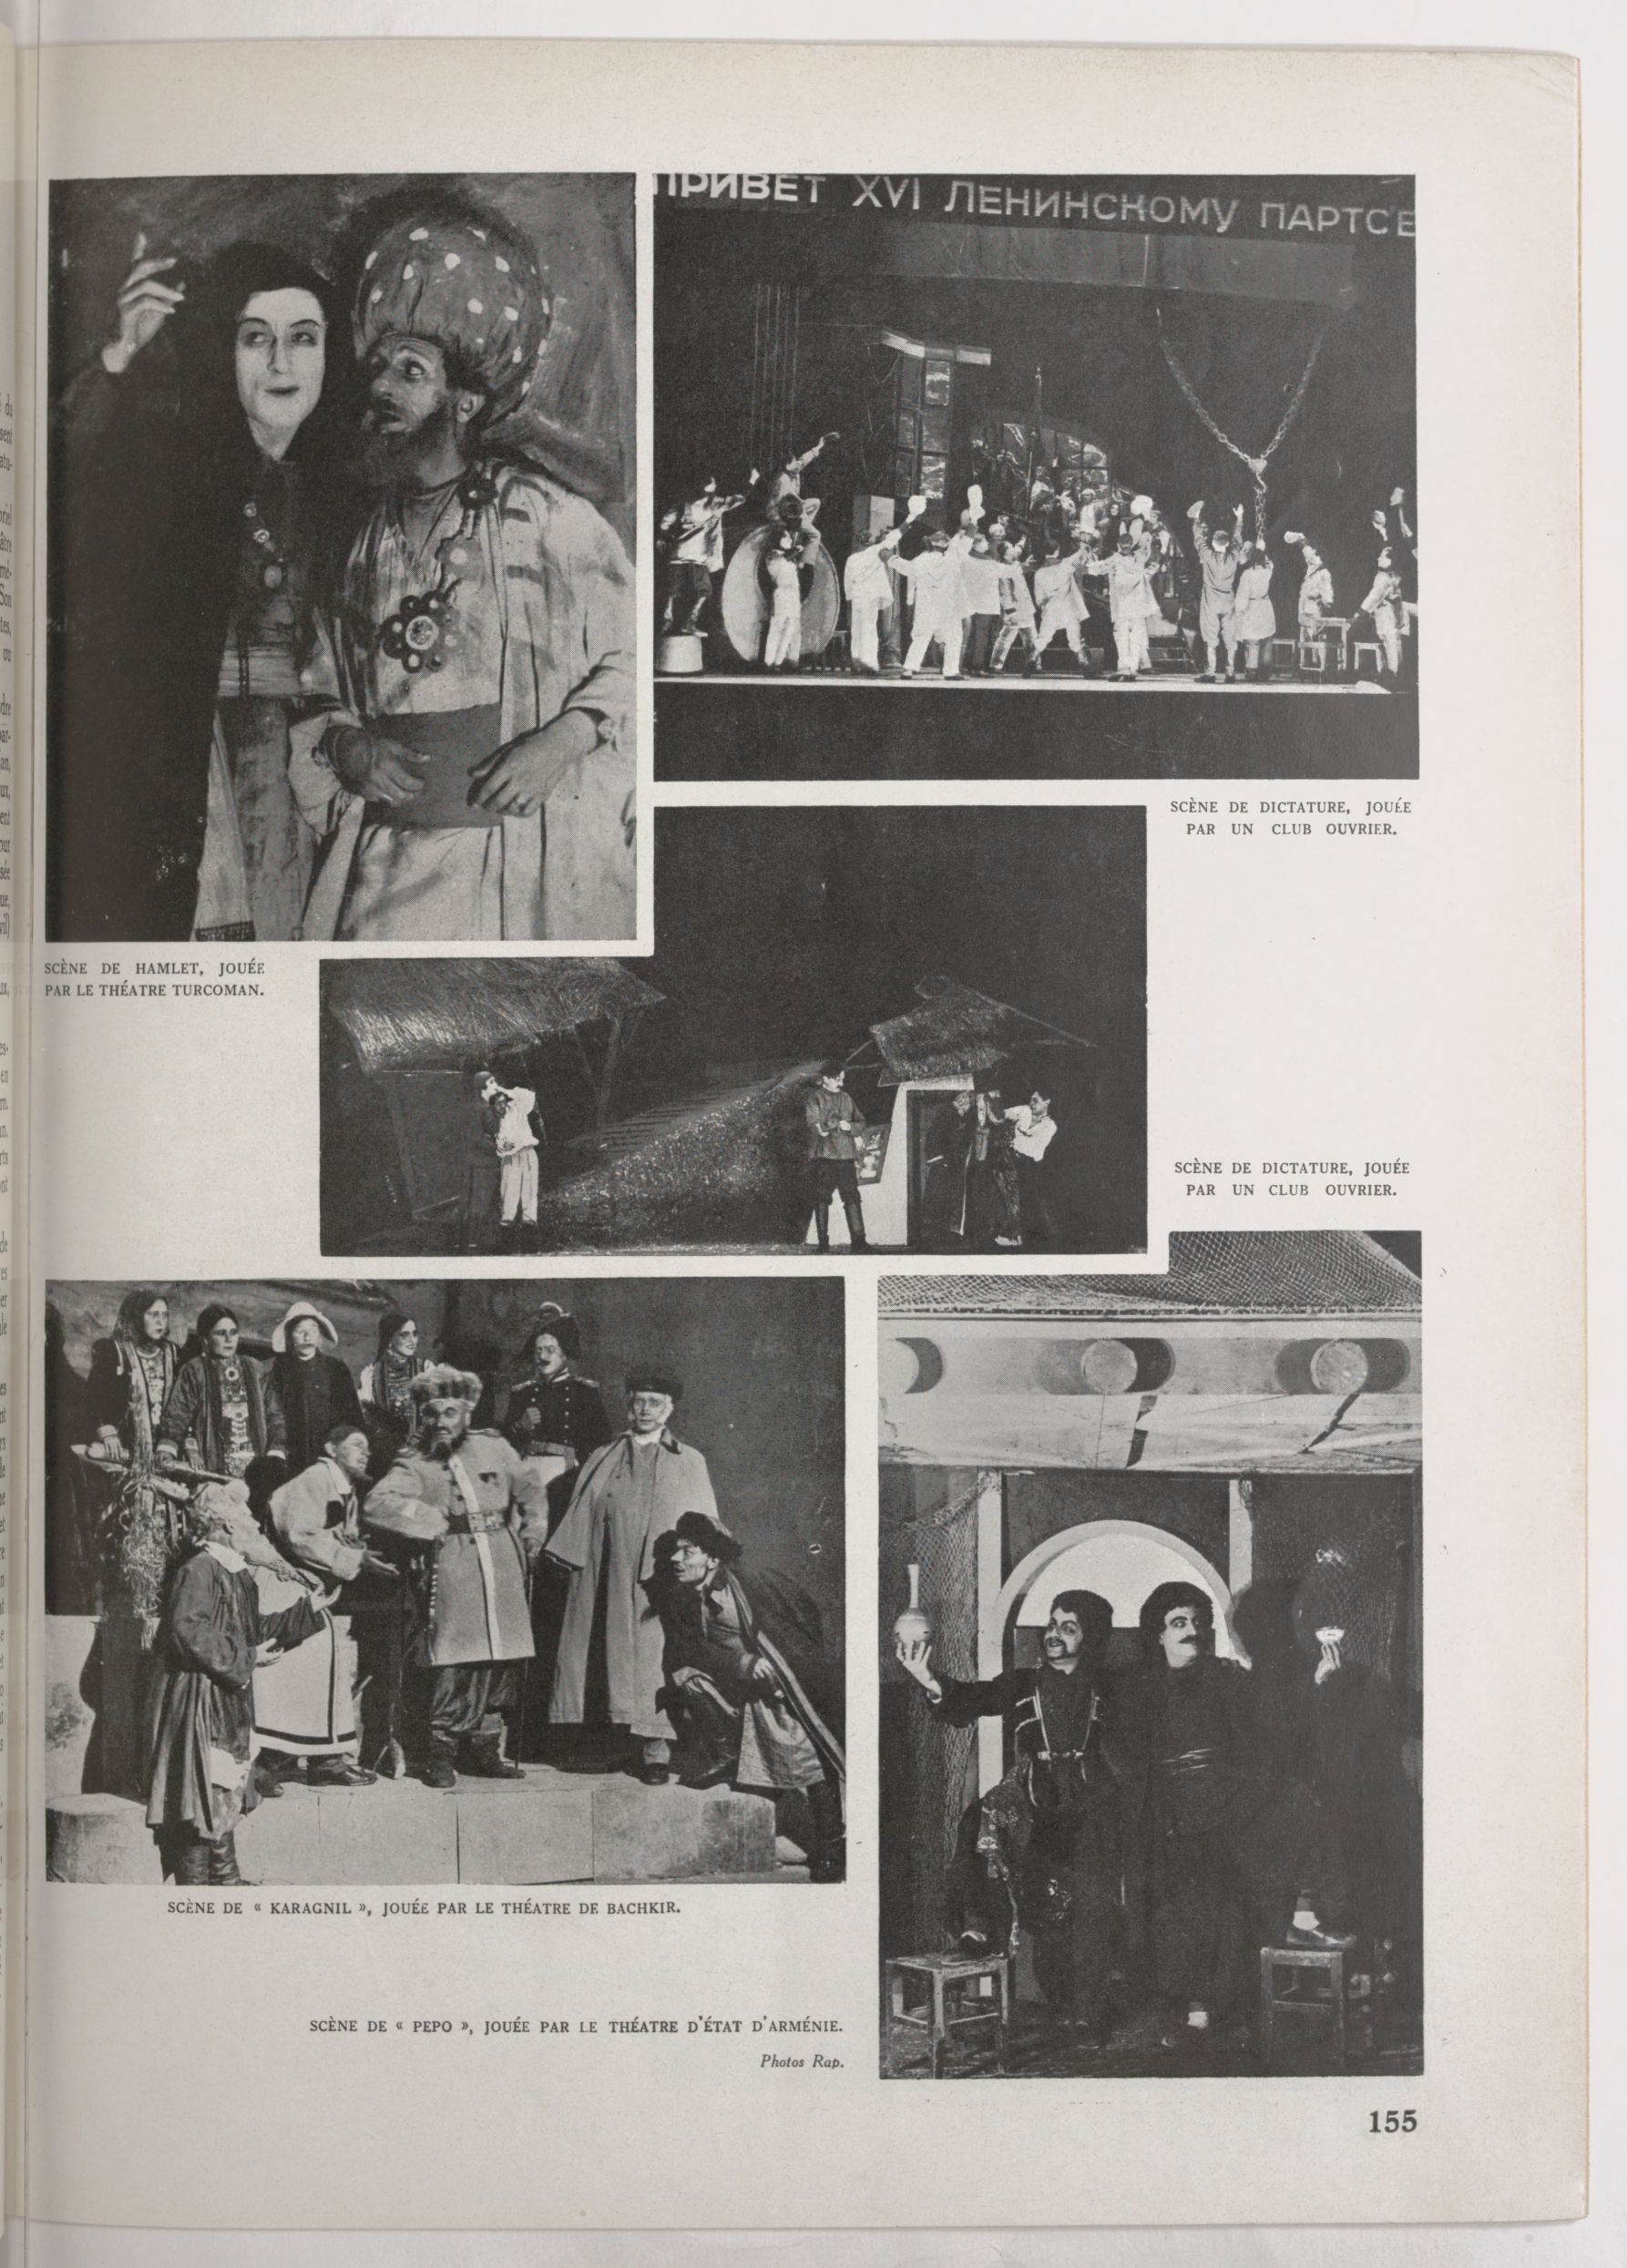 ПРИВЕТ XVI ЛЕНИНСКОМУ ПАРТСЪЕ
SCÈNE DE DICTATURE, JOUÉE
PAR UN CLUB OUVRIER.
SCÈNE DE HAMLET, JOUÉE
PAR LE THÉATRE TURCOMAN.
SCÈNE DE DICTATURE, JOUÉE
PAR UN CLUB OUVRIER.
SCÈNE DE « KARAGNIL », JOUÉE PAR LE THÉATRE DE BACHKIR.
SCÈNE DE « PEPO », JOUÉE PAR LE THÉATRE D'ÉTAT D'ARMÉNIE.
Photos Rap.
155